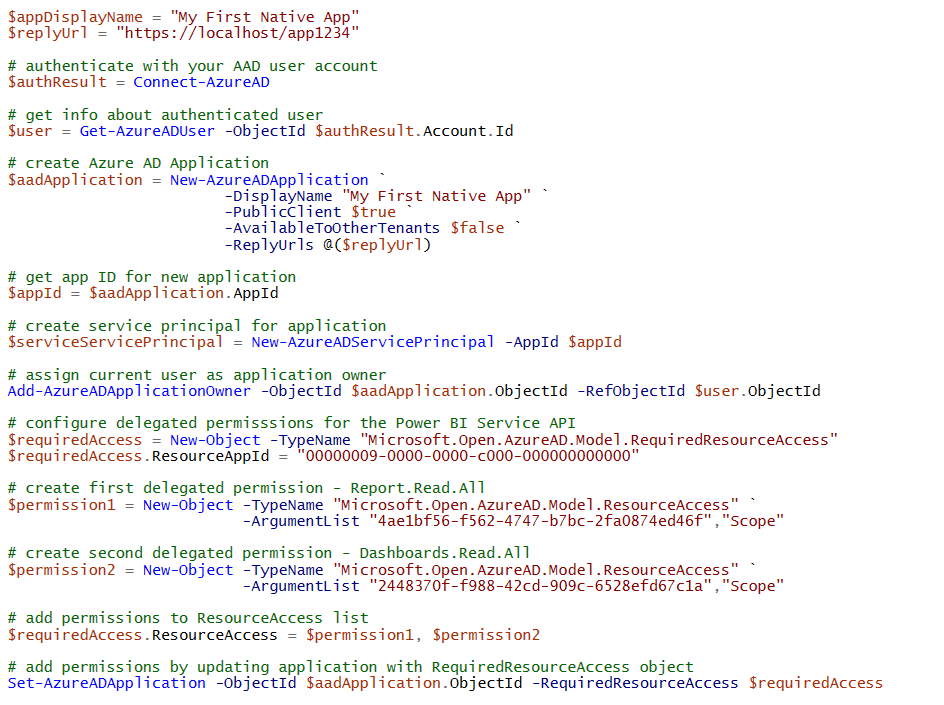 $appDisplayName = "My First Native App"
$replyUrl = "https://localhost/app1234"
# authenticate with your AAD user account
$authResult = Connect-AzureAD
# get info about authenticated user
$user = Get-AzureADUser -ObjectId $authResult.Account.Id
# create Azure AD Application
$aadApplication = New-AzureADApplication `
                        -DisplayName "My First Native App" `
                        -PublicClient $true `
                        -AvailableToOtherTenants $false `
                        -ReplyUrls @($replyUrl)
# get app ID for new application
$appId = $aadApplication.AppId
# create service principal for application
$serviceServicePrincipal = New-AzureADServicePrincipal -AppId $appId
# assign current user as application owner
Add-AzureADApplicationOwner -ObjectId $aadApplication.ObjectId -RefObjectId $user.ObjectId
# configure delegated permisssions for the Power BI Service API
$requiredAccess = New-Object -TypeName "Microsoft.Open.AzureAD.Model.RequiredResourceAccess"
$requiredAccess.ResourceAppId = "00000009-0000-0000-c000-000000000000"
# create first delegated permission - Report.Read.All
$permission1 = New-Object -TypeName "Microsoft.Open.AzureAD.Model.ResourceAccess" `
                          -ArgumentList "4ae1bf56-f562-4747-b7bc-2fa0874ed46f","Scope"
# create second delegated permission - Dashboards.Read.All
$permission2 = New-Object -TypeName "Microsoft.Open.AzureAD.Model.ResourceAccess" `
                          -ArgumentList "2448370f-f988-42cd-909c-6528efd67c1a","Scope"
# add permissions to ResourceAccess list
$requiredAccess.ResourceAccess = $permission1, $permission2
# add permissions by updating application with RequiredResourceAccess object
Set-AzureADApplication -ObjectId $aadApplication.ObjectId -RequiredResourceAccess $requiredAccess